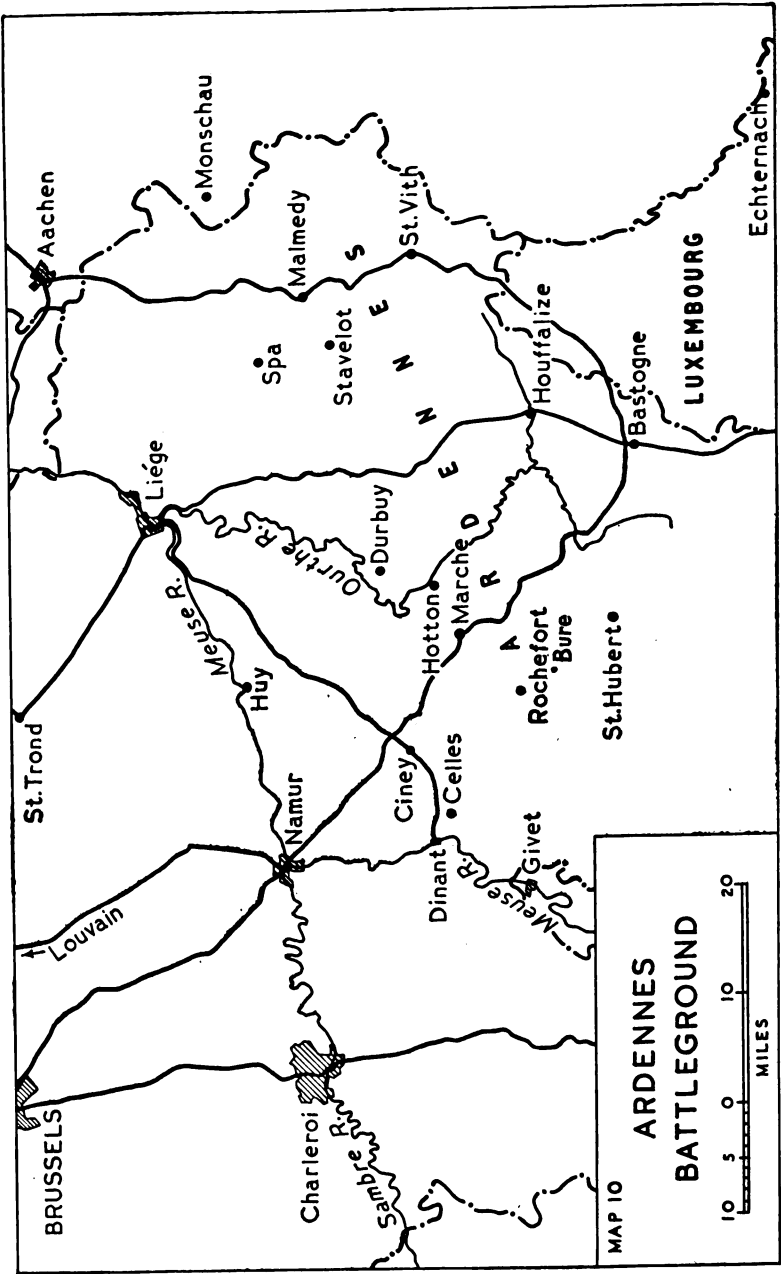 BRUSSELS
Louvain
St.Trond
Aachen
Monschau
Liége
Meuse R.
Huy
Namur
Charleroi
Sambre R.
Spa
Malmedy
Stavelot
St.Vith
Ourthe R.
Durbuy
Hotton
Marche
Ciney
Celles
Dinant
Meuse R.
Givet
Rochefort
Bure
St.Hubert
ARDENNES
Houffalize
Bastogne
LUXEMBOURG
Echternach
MAP 10
ARDENNES
BATTLEGROUND
10 5 0 10 20
MILES